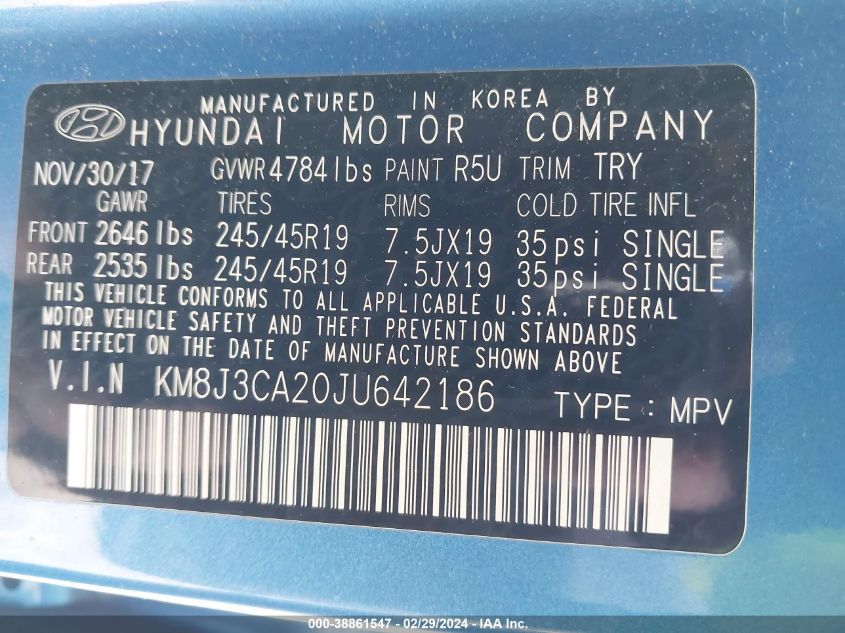 MANUFACTURED IN KOREA BY
HYUNDAI MOTOR COMPANY
NOV/30/17 GVWR 4784 lbs PAINT R5U TRIM TRY
GAWR TIRES RIMS COLD TIRE INFL
FRONT 2646 lbs 245/45R19 7.5JX19 35psi SINGLE
REAR 2535 lbs 245/45R19 7.5JX19 35psi SINGLE
THIS VEHICLE CONFORMS TO ALL APPLICABLE U.S.A. FEDERAL
MOTOR VEHICLE SAFETY AND THEFT PREVENTION STANDARDS
IN EFFECT ON THE DATE OF MANUFACTURE SHOWN ABOVE
V.I.N KM8J3CA20JU642186 TYPE : MPV
000-38861547 - 02/29/2024 - IAA Inc.